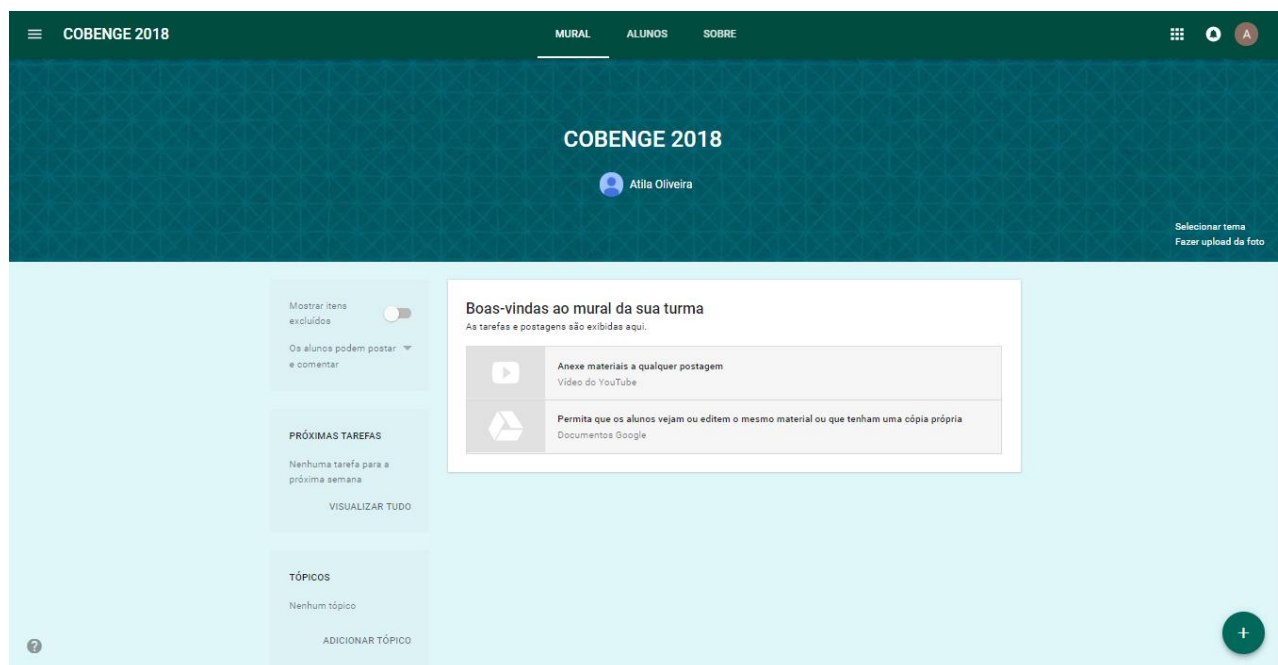 COBENGE 2018
MURAL
ALUNOS
SOBRE
A
COBENGE 2018
Atila Oliveira
Selecionar tema
Fazer upload da foto
Mostrar itens
excluídos
Os alunos podem postar
e comentar
PRÓXIMAS TAREFAS
Nenhuma tarefa para a
próxima semana
VISUALIZAR TUDO
TÓPICOS
Nenhum tópico
ADICIONAR TÓPICO
Boas-vindas ao mural da sua turma
As tarefas e postagens são exibidas aqui.
Anexe materiais a qualquer postagem
Vídeo do YouTube
Permita que os alunos vejam ou editem o mesmo material ou que tenham uma cópia própria
Documentos Google